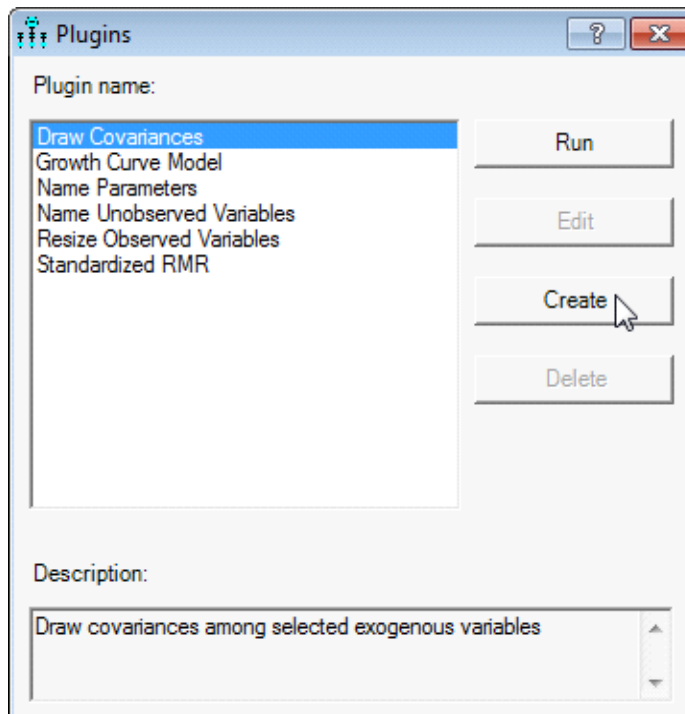 Plugins
Plugin name:
Draw Covariances
Growth Curve Model
Name Parameters
Name Unobserved Variables
Resize Observed Variables
Standardized RMR
Run
Edit
Create
Delete
Description:
Draw covariances among selected exogenous variables